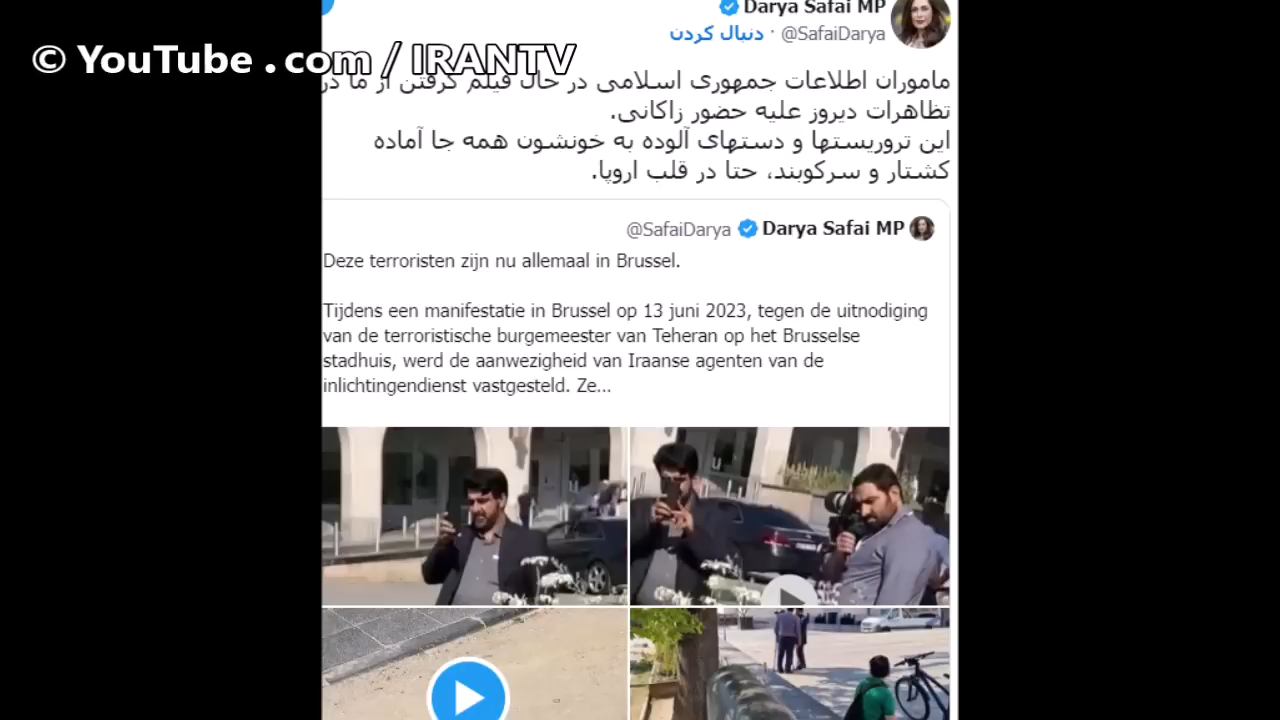 Darya Safai MP
@SafaiDarya · دنبال کردن
© YouTube . com / IRANTV
ماموران اطلاعات جمهوری اسلامی در حال فیلم گرفتن از ما در
تظاهرات دیروز علیه حضور زاکانی.
این تروریستها و دستهای آلوده به خونشون همه جا آماده
کشتار و سرکوبند، حتا در قلب اروپا.
Darya Safai MP @SafaiDarya
Deze terroristen zijn nu allemaal in Brussel.
Tijdens een manifestatie in Brussel op 13 juni 2023, tegen de uitnodiging
van de terroristische burgemeester van Teheran op het Brusselse
stadhuis, werd de aanwezigheid van Iraanse agenten van de
inlichtingendienst vastgesteld. Ze...